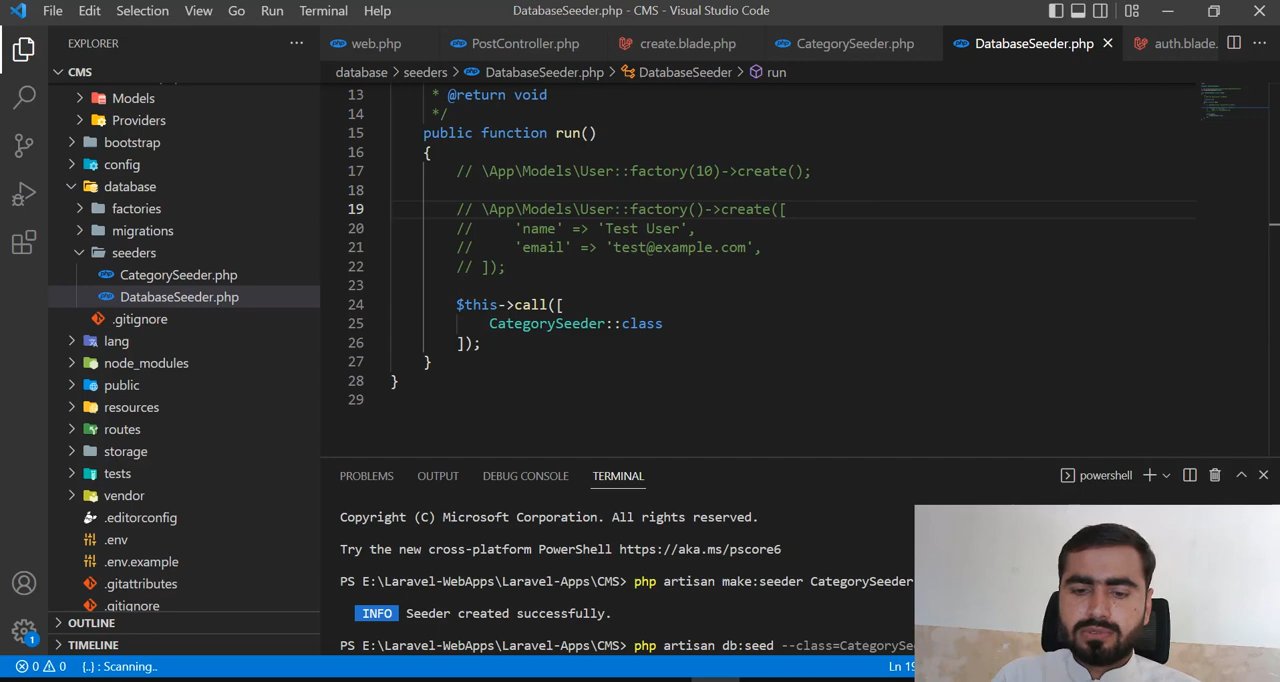 File Edit Selection View Go Run Terminal Help
DatabaseSeeder.php - CMS - Visual Studio Code
EXPLORER
CMS
Models
Providers
bootstrap
config
database
factories
migrations
seeders
CategorySeeder.php
DatabaseSeeder.php
.gitignore
lang
node_modules
public
resources
routes
storage
tests
vendor
.editorconfig
.env
.env.example
.gitattributes
.gitignore
OUTLINE
TIMELINE
web.php PostController.php create.blade.php CategorySeeder.php DatabaseSeeder.php auth.blade.
database > seeders > DatabaseSeeder.php > DatabaseSeeder > run
13 * @return void
14 */
15 public function run()
16 {
17 // \App\Models\User::factory(10)->create();
18
19 // \App\Models\User::factory()->create([
20 // 'name' => 'Test User',
21 // 'email' => 'test@example.com',
22 // ]);
23
24 $this->call([
25 CategorySeeder::class
26 ]);
27 }
28 }
29
PROBLEMS OUTPUT DEBUG CONSOLE TERMINAL
powershell
Copyright (C) Microsoft Corporation. All rights reserved.
Try the new cross-platform PowerShell https://aka.ms/pscore6
PS E:\Laravel-WebApps\Laravel-Apps\CMS> php artisan make:seeder CategorySeeder
INFO Seeder created successfully.
PS E:\Laravel-WebApps\Laravel-Apps\CMS> php artisan db:seed --class=CategorySe
1
0 0 {..} : Scanning..
Ln 19